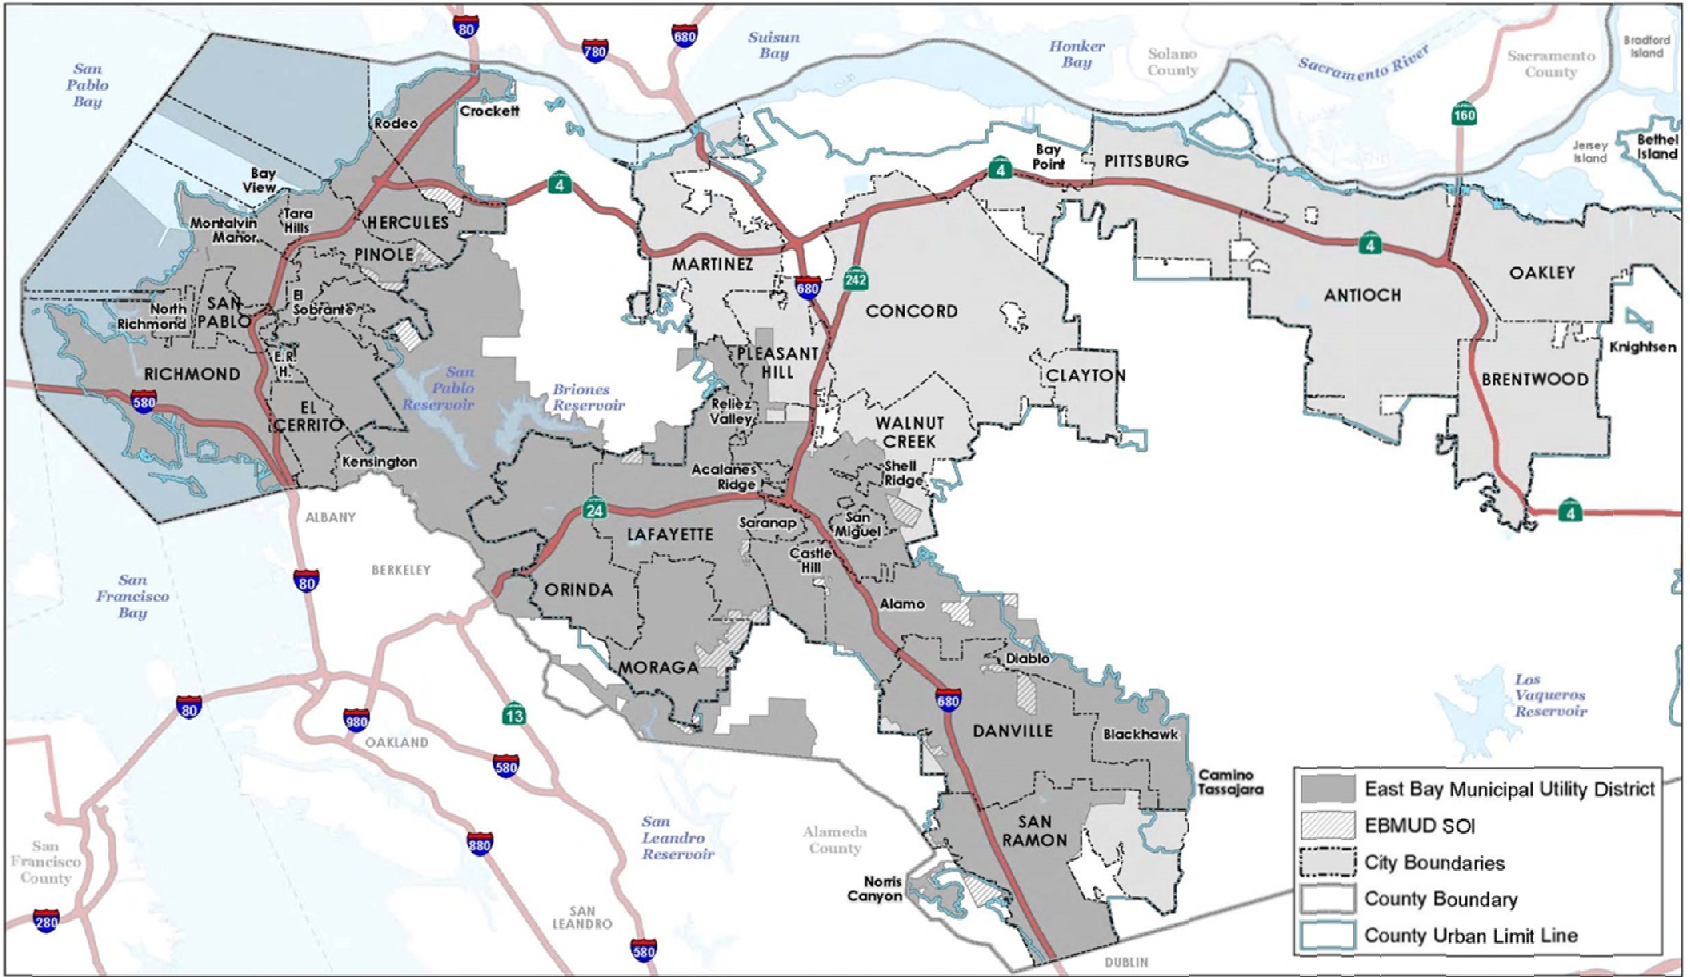 80
780
680
Suisun
Bay
Honker
Bay
Solano
County
Sacramento River
Sacramento
County
Bradford
Island
San
Pablo
Bay
Rodeo
Crockett
160
Jersey
Island
Bethel
Island
Bay
View
4
4
Bay
Point
PITTSBURG
Montalvin
Manor
Tara
Hills
HERCULES
PINOLE
MARTINEZ
680
242
CONCORD
4
ANTIOCH
OAKLEY
North
Richmond
SAN
PABLO
El
Sobrante
E.R.
H.
RICHMOND
580
EL
CERRITO
Kensington
San
Pablo
Reservoir
Briones
Reservoir
PLEASANT
HILL
Reliez
Valley
CLAYTON
WALNUT
CREEK
Knightsen
BRENTWOOD
Acalanes
Ridge
Shell
Ridge
ALBANY
24
LAFAYETTE
Saranap
San
Miguel
4
BERKELEY
80
San
Francisco
Bay
ORINDA
Castle
Hill
Alamo
MORAGA
Diablo
80
980
OAKLAND
13
580
680
DANVILLE
Blackhawk
Los
Vaqueros
Reservoir
Camino
Tassajara
San
Leandro
Reservoir
Alameda
County
SAN
RAMON
San
Francisco
County
880
Norris
Canyon
280
SAN
LEANDRO
580
DUBLIN
East Bay Municipal Utility District
EBMUD SOI
City Boundaries
County Boundary
County Urban Limit Line